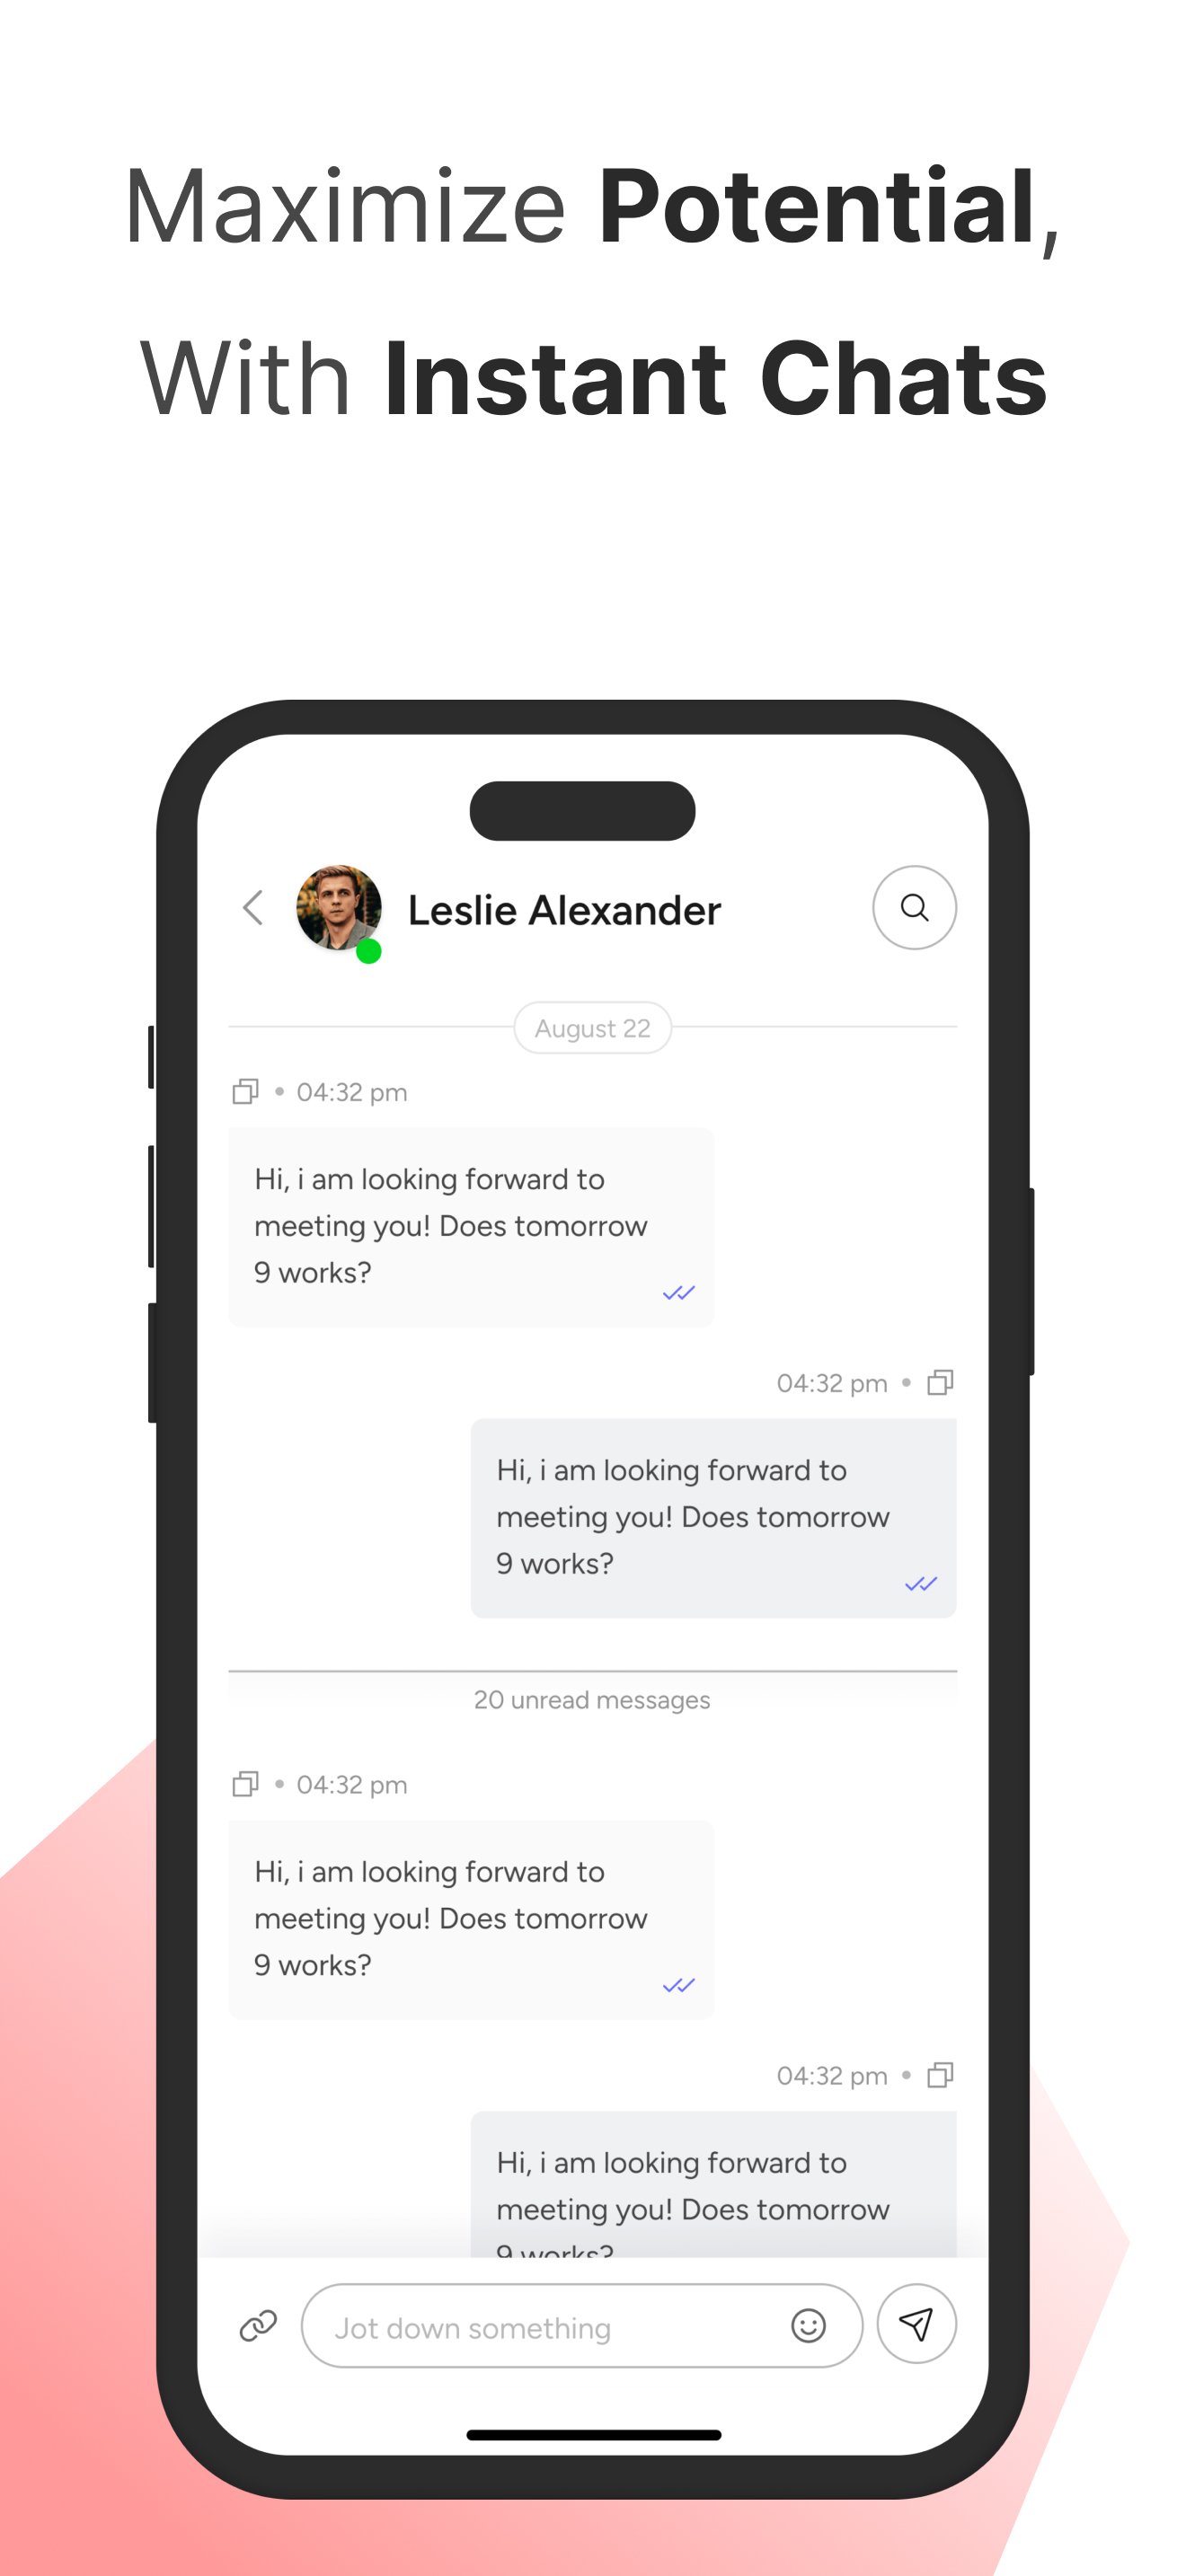 Maximize Potential,
With Instant Chats
Leslie Alexander
August 22
04:32 pm
Hi, i am looking forward to
meeting you! Does tomorrow
9 works?
04:32 pm
Hi, i am looking forward to
meeting you! Does tomorrow
9 works?
20 unread messages
04:32 pm
Hi, i am looking forward to
meeting you! Does tomorrow
9 works?
04:32 pm
Hi, i am looking forward to
meeting you! Does tomorrow
9 works?
Jot down something